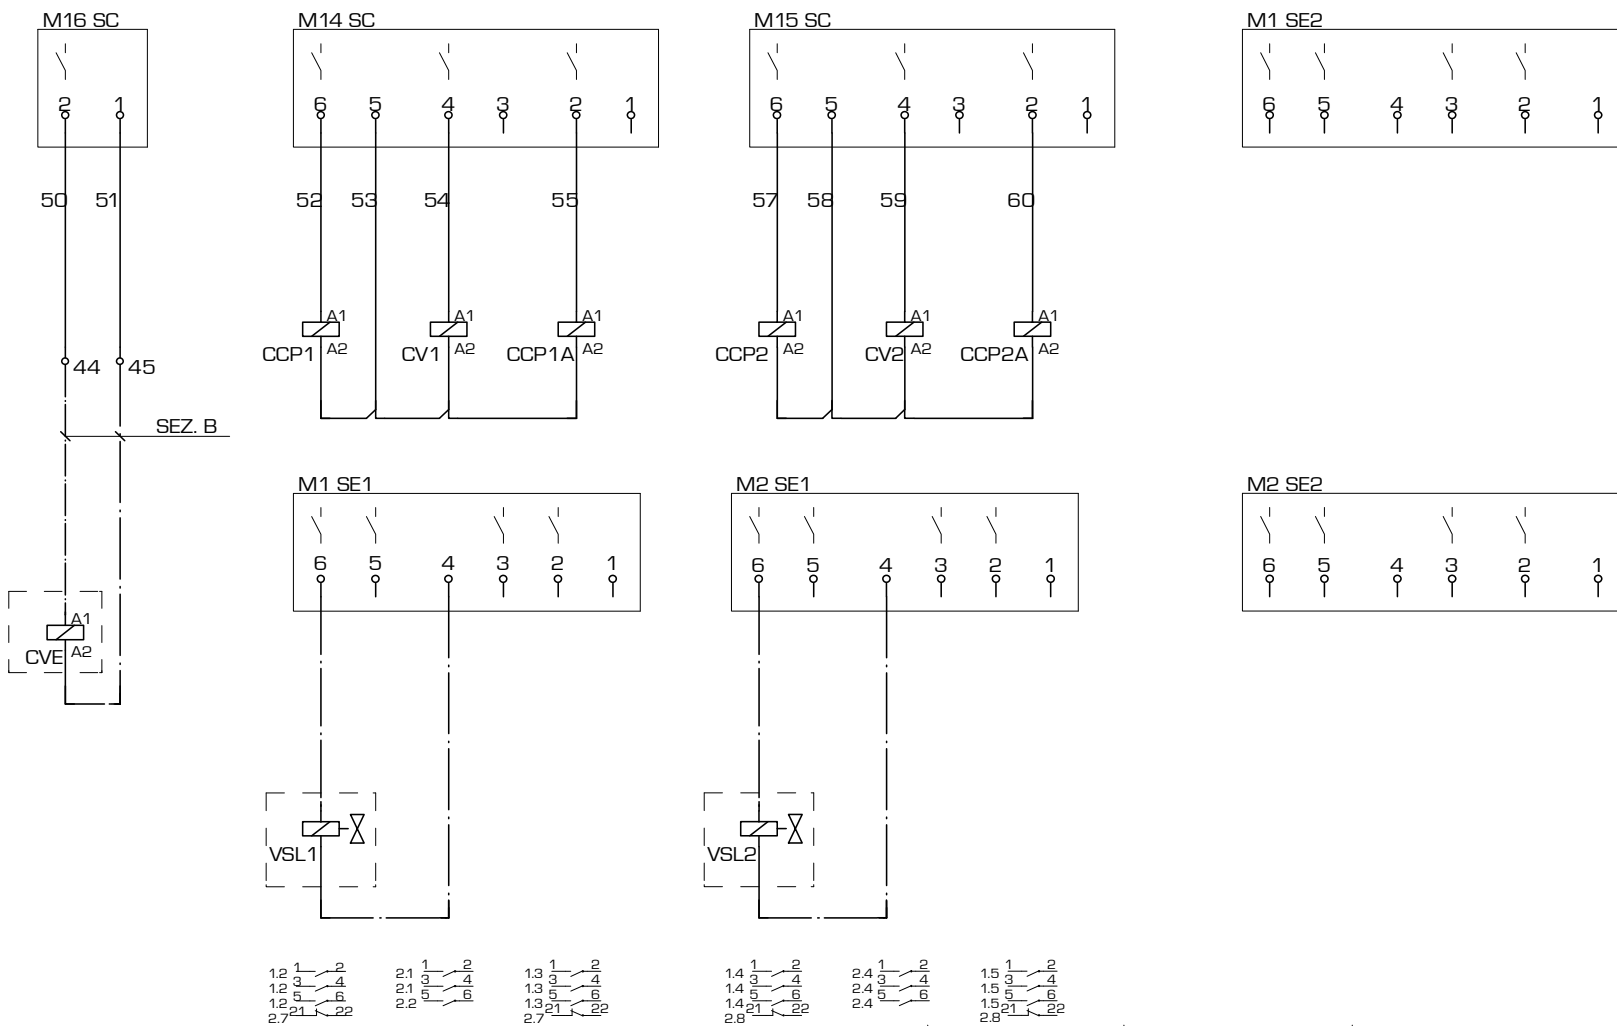 M16 SC M14 SC M15 SC M1 SE2
2 1 6 5 4 3 2 1 6 5 4 3 2 1 6 5 4 3 2 1
50 51 52 53 54 55 57 58 59 60
A1 A1 A1 A1 A1 A1
CCP1 A2 CV1 A2 CCP1A A2 CCP2 A2 CV2 A2 CCP2A A2
44 45
SEZ. B
M1 SE1 M2 SE1 M2 SE2
6 5 4 3 2 1 6 5 4 3 2 1 6 5 4 3 2 1
A1
CVE A2
VSL1 VSL2
1.2 1 2 2.1 1 2 1.3 1 2 1.4 1 2 2.4 1 2 1.5 1 2
1.2 3 4 2.1 3 4 1.3 3 4 1.4 3 4 2.4 3 4 1.5 3 4
1.2 5 6 2.2 5 6 1.3 5 6 1.4 5 6 2.4 5 6 1.5 5 6
2.7 21 22 2.7 21 22 2.8 21 22 2.8 21 22